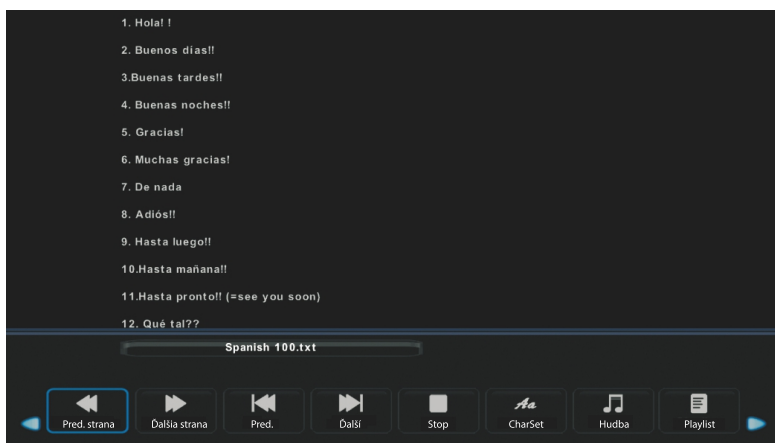 1. Hola! !
2. Buenos días!!
3.Buenas tardes!!
4. Buenas noches!!
5. Gracias!
6. Muchas gracias!
7. De nada
8. Adiós!!
9. Hasta luego!!
10.Hasta mañana!!
11.Hasta pronto!! (=see you soon)
12. Qué tal??
Spanish 100.txt
Pred. strana Ďalšia strana Pred. Ďalší Stop CharSet Hudba Playlist
Aa